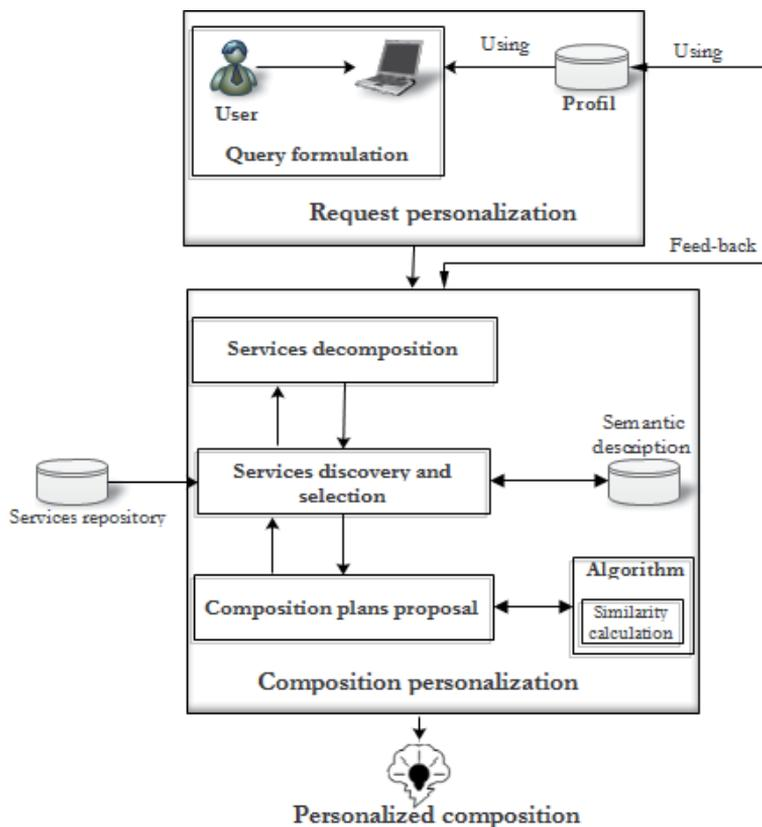 Using
Using
User
Profil
Query formulation
Request personalization
Feed-back
Services decomposition
Semantic
description
Services discovery and
selection
Services repository
Algorithm
Composition plans proposal
Similarity
calculation
Composition personalization
Personalized composition